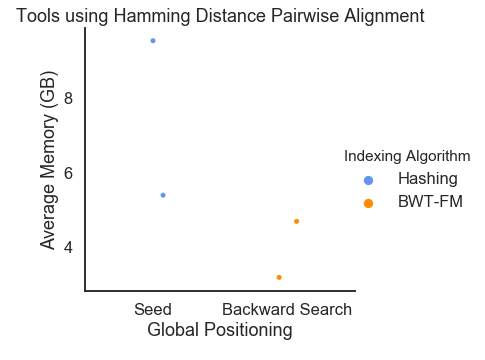 Tools using Hamming Distance Pairwise Alignment
Average Memory (GB)
8
6
4
Seed
Backward Search
Global Positioning
Indexing Algorithm
Hashing
BWT-FM